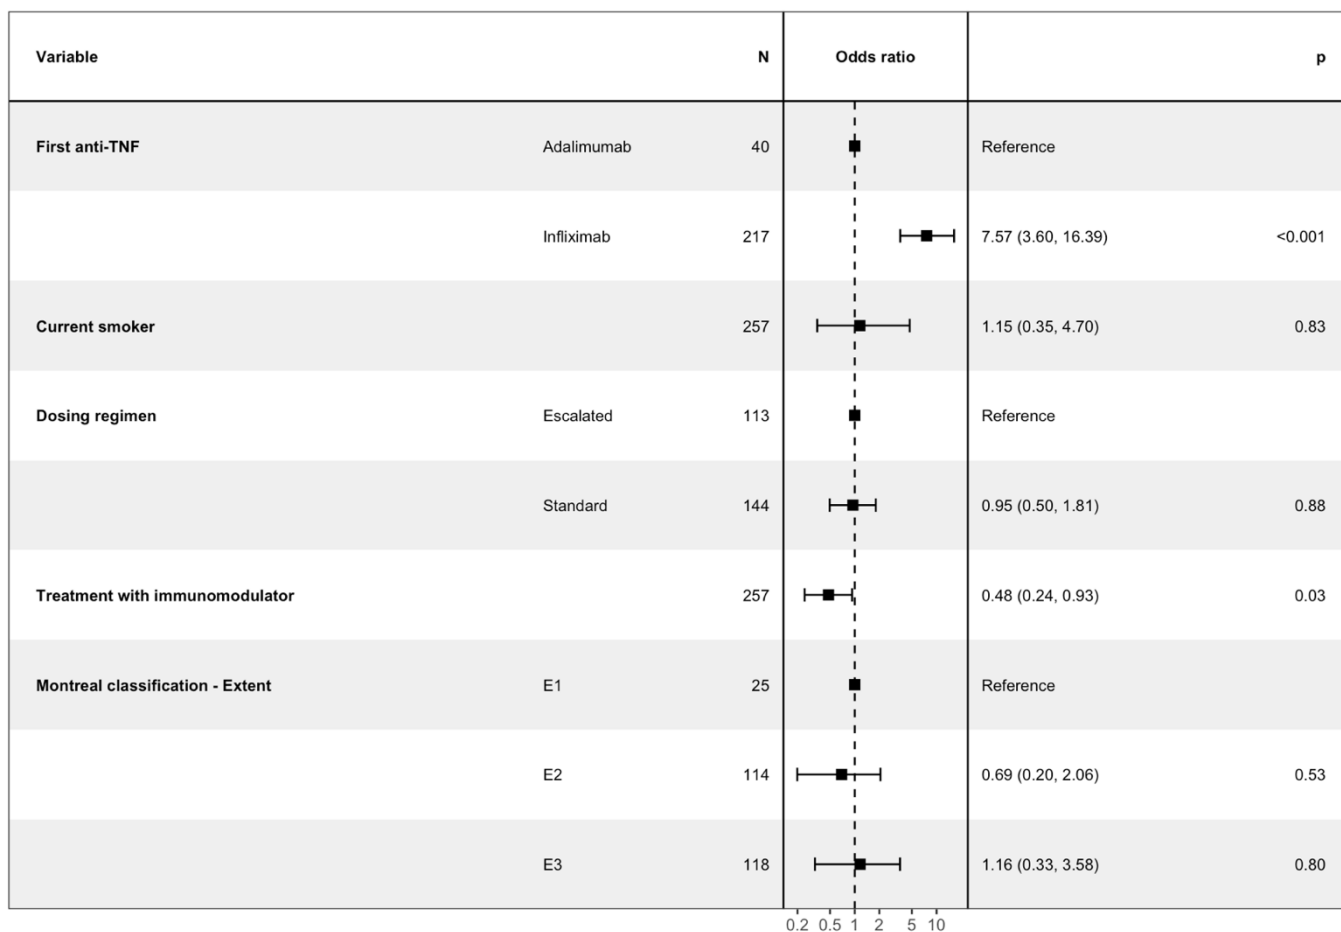 Variable N Odds ratio p
First anti-TNF Adalimumab 40 Reference
Infliximab 217 7.57 (3.60, 16.39) <0.001
Current smoker 257 1.15 (0.35, 4.70) 0.83
Dosing regimen Escalated 113 Reference
Standard 144 0.95 (0.50, 1.81) 0.88
Treatment with immunomodulator 257 0.48 (0.24, 0.93) 0.03
Montreal classification - Extent E1 25 Reference
E2 114 0.69 (0.20, 2.06) 0.53
E3 118 1.16 (0.33, 3.58) 0.80
0.2 0.5 1 2 5 10